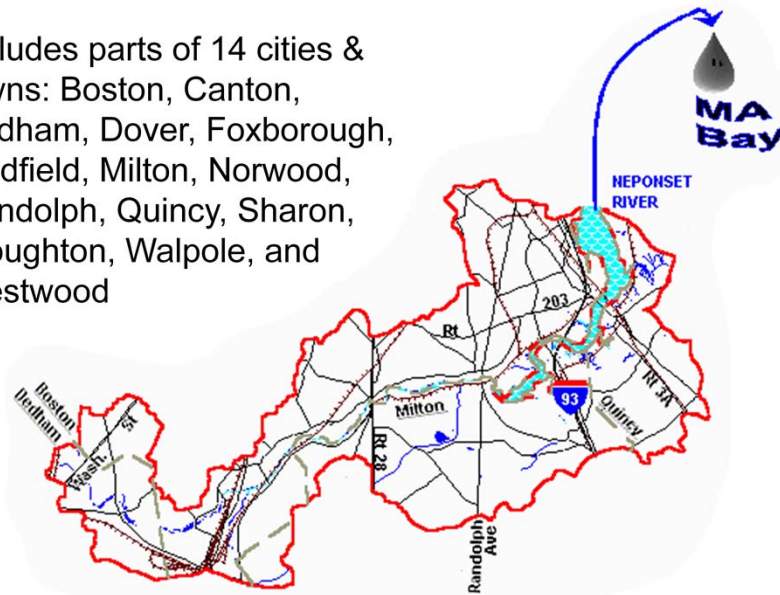 ludes parts of 14 cities &
wns: Boston, Canton,
dham, Dover, Foxborough,
dfield, Milton, Norwood,
ndolph, Quincy, Sharon,
oughton, Walpole, and
estwood
MA
Bay
NEPONSET
RIVER
203
Rt
Rt 3A
93
Quincy
Milton
Rt 28
Boston
Dedham
Wash. St
Randolph
Ave